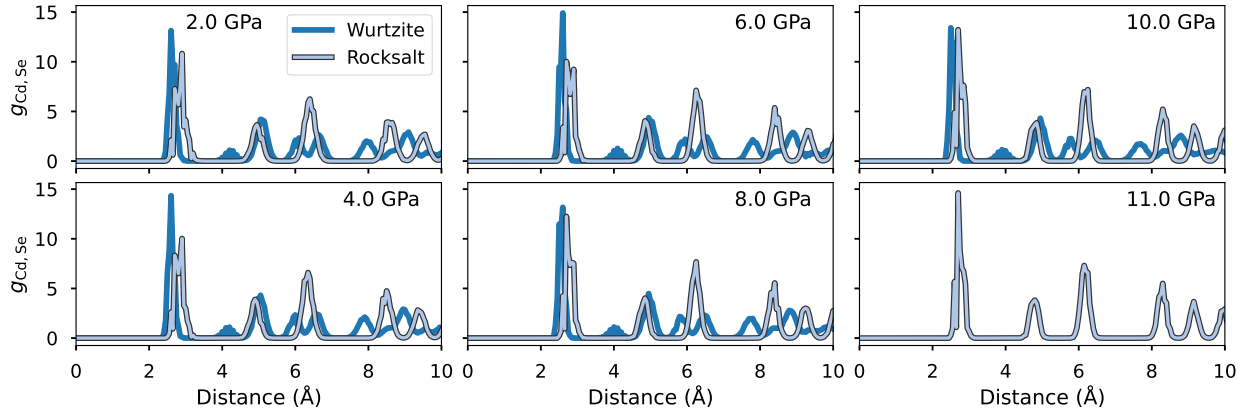 2.0 GPa
Wurtzite
Rocksalt
15
10
5
0
g_Cd, Se
6.0 GPa
10.0 GPa
4.0 GPa
15
10
5
0
g_Cd, Se
0 2 4 6 8 10
Distance (Å)
8.0 GPa
0 2 4 6 8 10
Distance (Å)
11.0 GPa
0 2 4 6 8 10
Distance (Å)